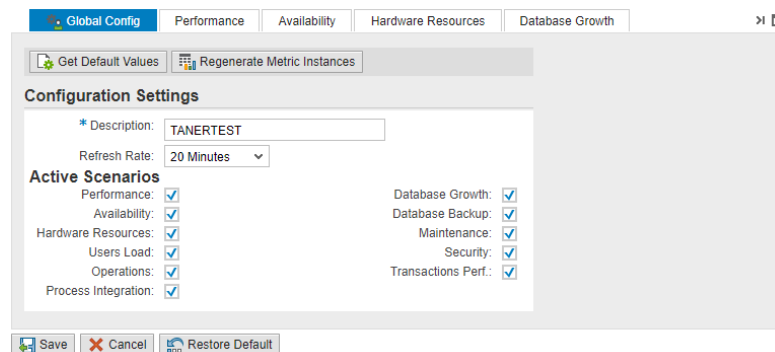 Global Config Performance Availability Hardware Resources Database Growth
Get Default Values Regenerate Metric Instances
Configuration Settings
* Description: TANERTEST
Refresh Rate: 20 Minutes
Active Scenarios
Performance: Database Growth:
Availability: Database Backup:
Hardware Resources: Maintenance:
Users Load: Security:
Operations: Transactions Perf.:
Process Integration:
Save Cancel Restore Default